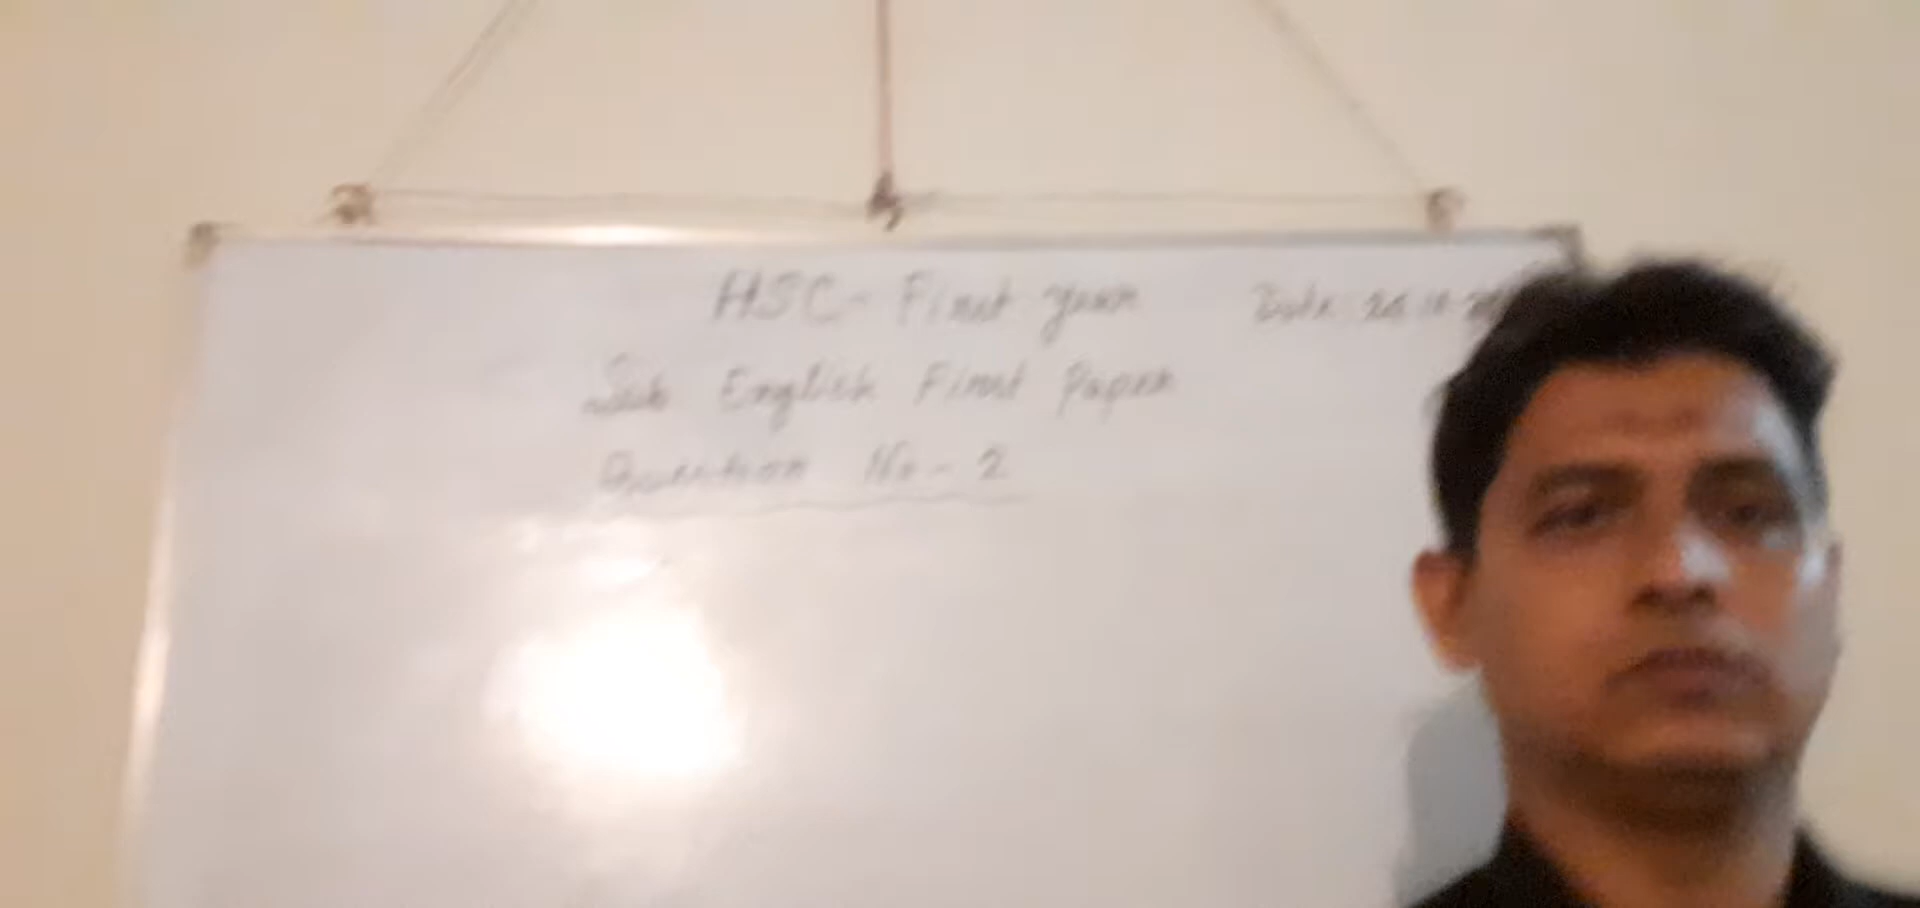 HSC- First year Date:
Sub English First Paper
Question No - 2